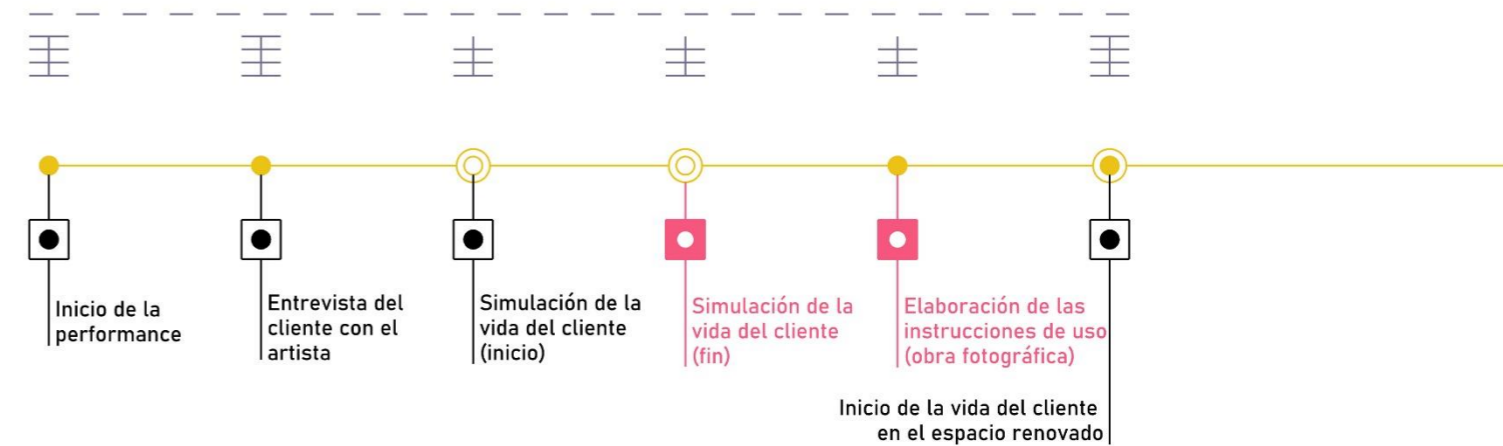 Inicio de la
performance
Entrevista del
cliente con el
artista
Simulación de la
vida del cliente
(inicio)
Simulación de la
vida del cliente
(fin)
Elaboración de las
instrucciones de uso
(obra fotográfica)
Inicio de la vida del cliente
en el espacio renovado